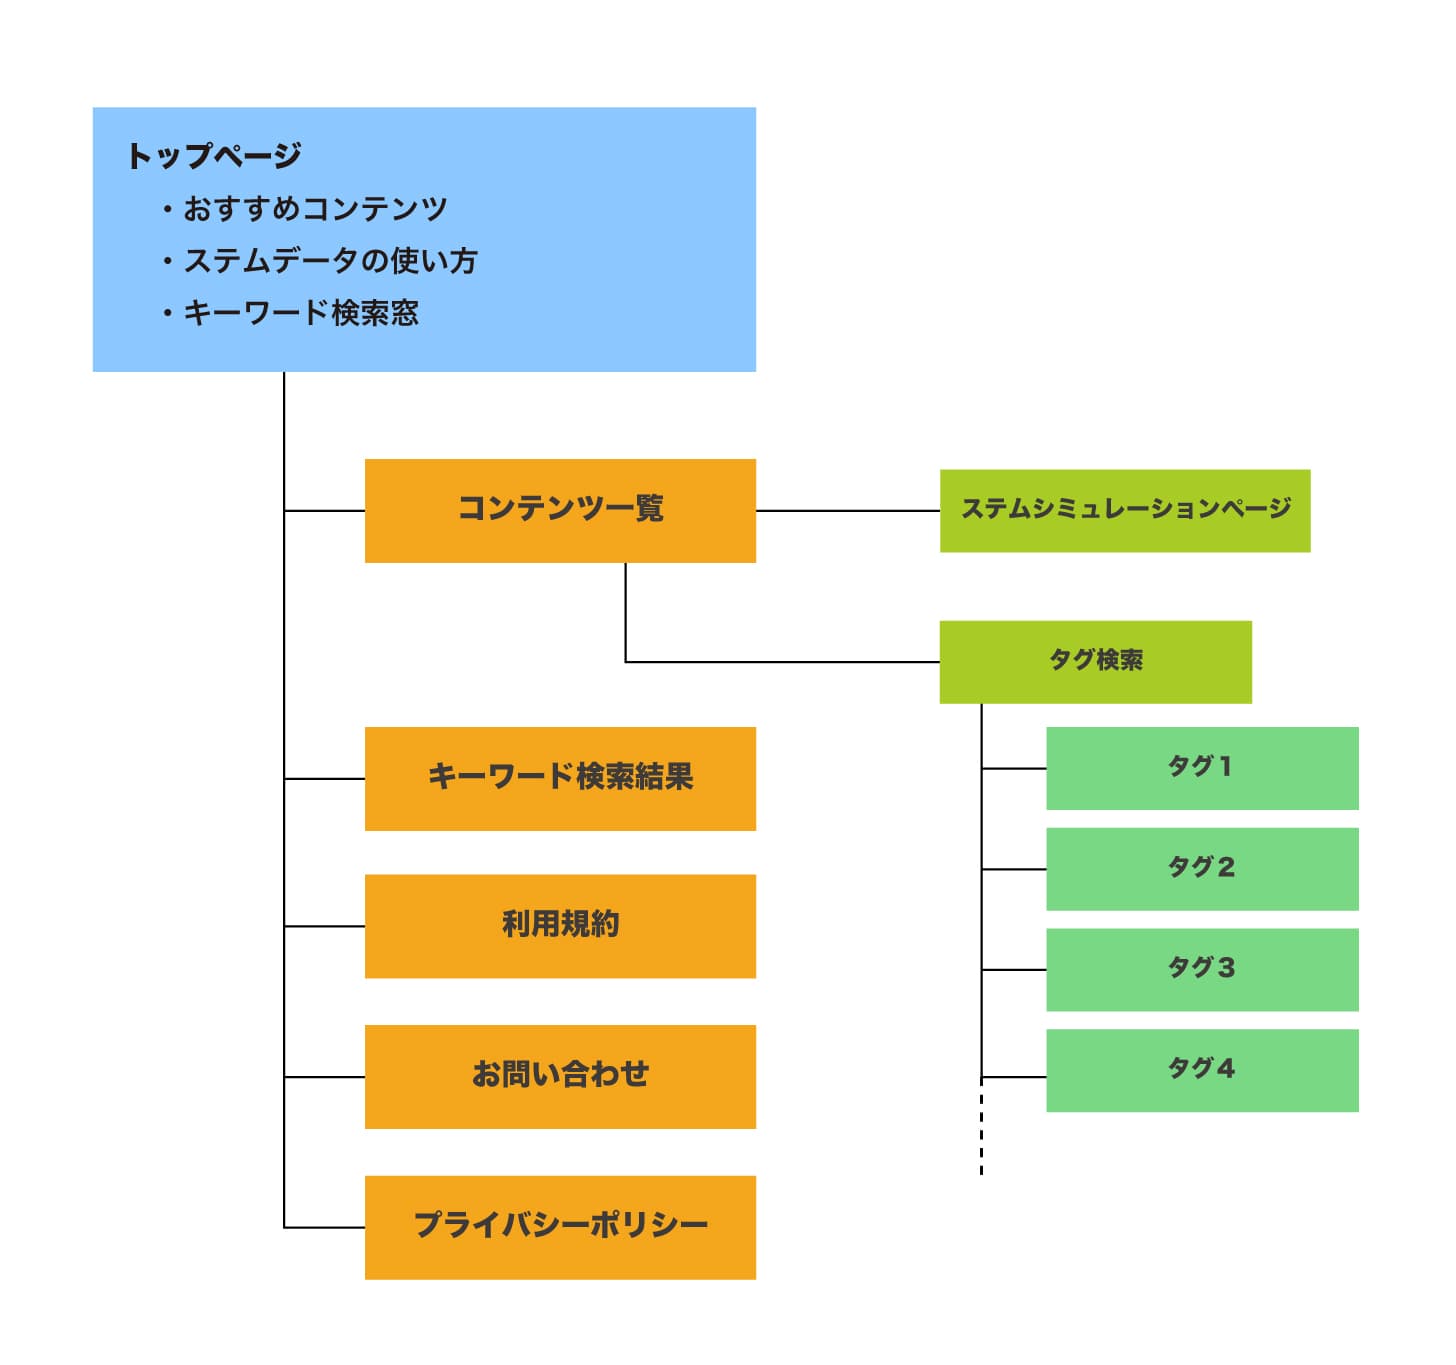 トップページ
・おすすめコンテンツ
・ステムデータの使い方
・キーワード検索窓
コンテンツ一覧
ステムシミュレーションページ
タグ検索
タグ１
タグ２
タグ３
タグ４
キーワード検索結果
利用規約
お問い合わせ
プライバシーポリシー